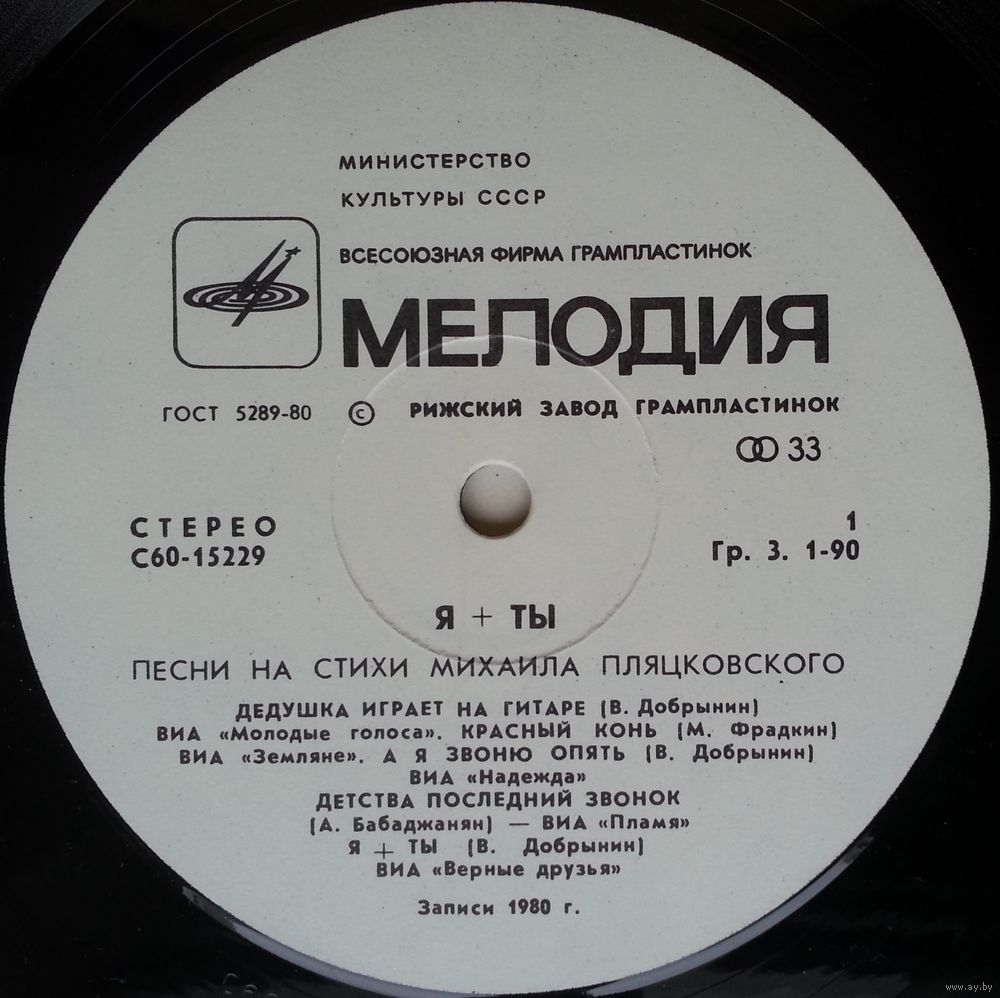 МИНИСТЕРСТВО
КУЛЬТУРЫ СССР
ВСЕСОЮЗНАЯ ФИРМА ГРАМПЛАСТИНОК
МЕЛОДИЯ
ГОСТ 5289-80 © РИЖСКИЙ ЗАВОД ГРАМПЛАСТИНОК
33
СТЕРЕО 1
С60-15229 Гр. 3. 1-90
Я + ТЫ
ПЕСНИ НА СТИХИ МИХАИЛА ПЛЯЦКОВСКОГО
ДЕДУШКА ИГРАЕТ НА ГИТАРЕ (В. Добрынин)
ВИА «Молодые голоса». КРАСНЫЙ КОНЬ (М. Фрадкин)
ВИА «Земляне». А Я ЗВОНЮ ОПЯТЬ (В. Добрынин)
ВИА «Надежда»
ДЕТСТВА ПОСЛЕДНИЙ ЗВОНОК
(А. Бабаджанян) — ВИА «Пламя»
Я + ТЫ (В. Добрынин)
ВИА «Верные друзья»
Записи 1980 г.
www.ay.by